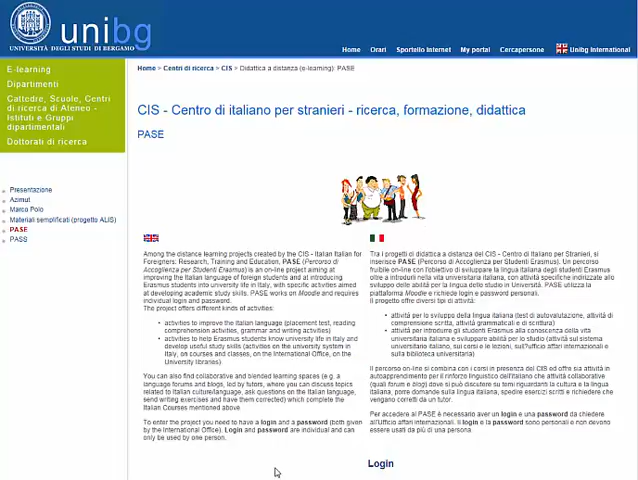 unibg
UNIVERSITÀ DEGLI STUDI DI BERGAMO
Home Orari Sportello Internet My portal Cercapersone Unibg International
E-learning
Dipartimenti
Cattedre, Scuole, Centri
di ricerca di Ateneo -
Istituti e Gruppi
dipartimentali
Dottorati di ricerca
Presentazione
Azimut
Marco Polo
Materiali semplificati (progetto ALIS)
PASE
PASS
Home > Centri di ricerca > CIS > Didattica a distanza (e-learning) PASE
CIS - Centro di italiano per stranieri - ricerca, formazione, didattica
PASE
Among the distance learning projects created by the CIS - Italian Italian for
Foreigners: Research, Training and Education, PASE (Percorso di
Accoglienza per Studenti Erasmus) is an on-line project aiming at
improving the Italian language of foreign students and at introducing
Erasmus students into university life in Italy, with specific activities aimed
at developing academic study skills. PASE works on Moodle and requires
individual login and password.
The project offers different kinds of activities:
activities to improve the Italian language (placement test, reading
comprehension activities, grammar and writing activities)
activities to help Erasmus students know university life in Italy and
develop useful study skills (activities on the university system in
Italy, on courses and classes, on the International Office, on the
University libraries)
You can also find collaborative and blended learning spaces (e.g. a
language forums and blogs, led by tutors, where you can discuss topics
related to Italian culture/language, ask questions on the Italian language,
send writing exercises and have them corrected) which complete the
Italian Courses mentioned above.
To enter the project you need to have a login and a password (both given
by the International Office). Login and password are individual and can
only be used by one person.
Tra i progetti di didattica a distanza del CIS - Centro di Italiano per Stranieri, si
inserisce PASE (Percorso di Accoglienza per Studenti Erasmus). Un percorso
fruibile on-line con l'obiettivo di sviluppare la lingua italiana degli studenti stranieri
oltre a introdurli nella vita universitaria italiana, con attività specifiche indirizzate allo
sviluppo delle abilità per la lingua dello studio in Università. PASE utilizza la
piattaforma Moodle e richiede login e password personali.
Il progetto offre diversi tipi di attività:
attività per lo sviluppo della lingua italiana (test di autovalutazione, attività di
comprensione scritta, attività grammaticali e di scrittura)
attività per introdurre gli studenti Erasmus alla conoscenza della vita
universitaria italiana e sviluppare abilità per lo studio (attività sul sistema
universitario italiano, sui corsi e le lezioni, sull'ufficio affari internazionali e
sulla biblioteca universitaria)
Il percorso on-line si combina con i corsi in presenza del CIS ed offre sia attività in
autoapprendimento per il rinforzo linguistico dell'italiano che attività collaborative
(quali forum e blog) dove si può discutere su temi riguardanti la cultura e la lingua
italiana, porre domande sulla lingua italiana, spedire esercizi scritti e richiedere che
vengano corretti da un tutor.
Per accedere al PASE è necessario aver un login e una password da chiedere
all'Ufficio affari internazionali. Il login e la password sono personali e non devono
essere usati da più di una persona.
Login